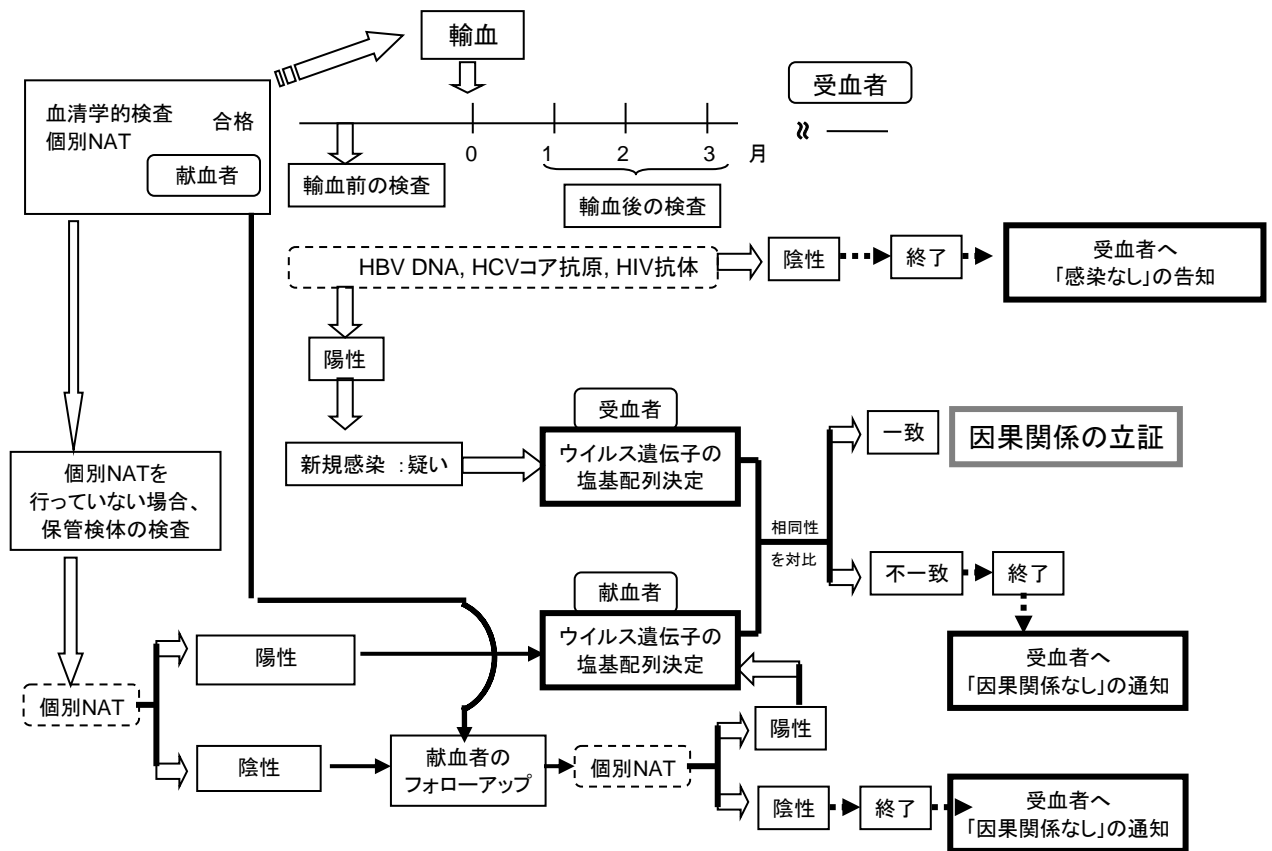 輸血
血清学的検査
個別NAT
合格
献血者
受血者
≈
0
1
2
3
月
輸血前の検査
輸血後の検査
HBV DNA, HCVコア抗原, HIV抗体
陰性
終了
受血者へ
「感染なし」の告知
陽性
新規感染 :疑い
受血者
ウイルス遺伝子の
塩基配列決定
一致
因果関係の立証
個別NATを
行っていない場合、
保管検体の検査
相同性
を対比
不一致
終了
献血者
ウイルス遺伝子の
塩基配列決定
受血者へ
「因果関係なし」の通知
陽性
個別NAT
陰性
献血者の
フォローアップ
個別NAT
陽性
陰性
終了
受血者へ
「因果関係なし」の通知